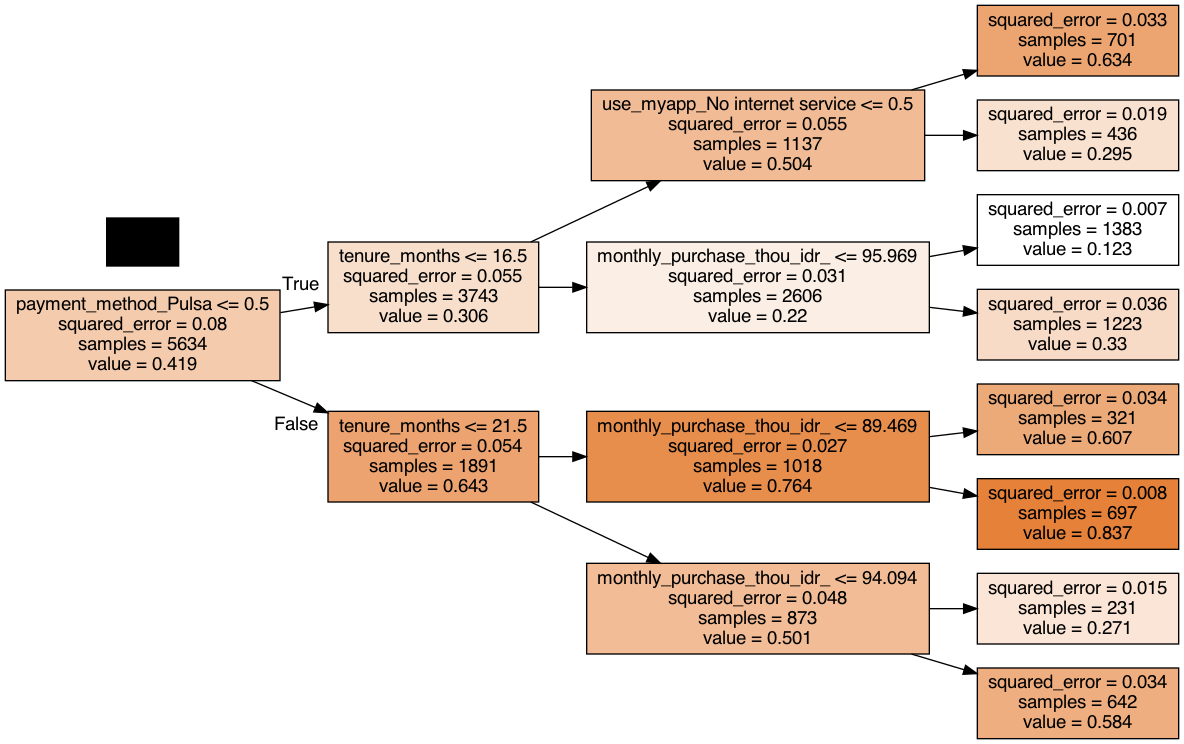 payment_method_Pulsa <= 0.5
squared_error = 0.08
samples = 5634
value = 0.419
True
False
tenure_months <= 16.5
squared_error = 0.055
samples = 3743
value = 0.306
tenure_months <= 21.5
squared_error = 0.054
samples = 1891
value = 0.643
use_myapp_No internet service <= 0.5
squared_error = 0.055
samples = 1137
value = 0.504
monthly_purchase_thou_idr_ <= 95.969
squared_error = 0.031
samples = 2606
value = 0.22
monthly_purchase_thou_idr_ <= 89.469
squared_error = 0.027
samples = 1018
value = 0.764
monthly_purchase_thou_idr_ <= 94.094
squared_error = 0.048
samples = 873
value = 0.501
squared_error = 0.033
samples = 701
value = 0.634
squared_error = 0.019
samples = 436
value = 0.295
squared_error = 0.007
samples = 1383
value = 0.123
squared_error = 0.036
samples = 1223
value = 0.33
squared_error = 0.034
samples = 321
value = 0.607
squared_error = 0.008
samples = 697
value = 0.837
squared_error = 0.015
samples = 231
value = 0.271
squared_error = 0.034
samples = 642
value = 0.584